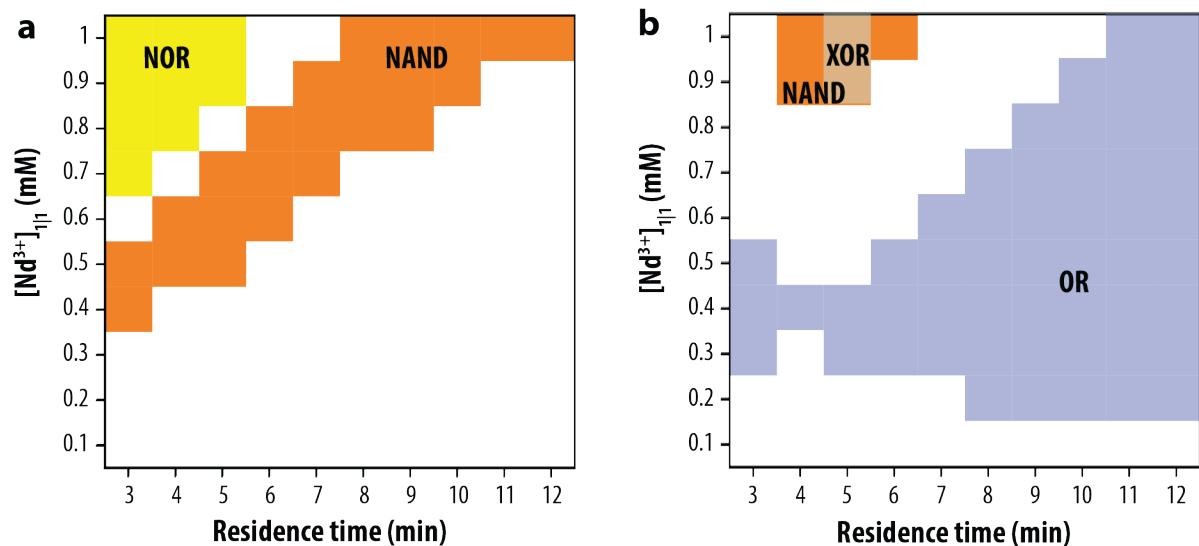 a
NOR
NAND
1
0.9
0.8
0.7
0.6
0.5
0.4
0.3
0.2
0.1
[Nd³⁺]₁|₁ (mM)
3 4 5 6 7 8 9 10 11 12
Residence time (min)
b
XOR
NAND
OR
1
0.9
0.8
0.7
0.6
0.5
0.4
0.3
0.2
0.1
[Nd³⁺]₁|₁ (mM)
3 4 5 6 7 8 9 10 11 12
Residence time (min)